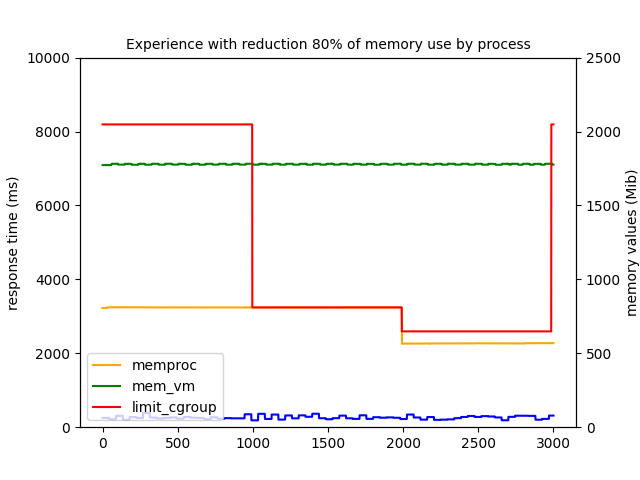 Experience with reduction 80% of memory use by process
10000
8000
6000
4000
2000
0
response time (ms)
2500
2000
1500
1000
500
0
memory values (Mib)
memproc
mem_vm
limit_cgroup
0 500 1000 1500 2000 2500 3000